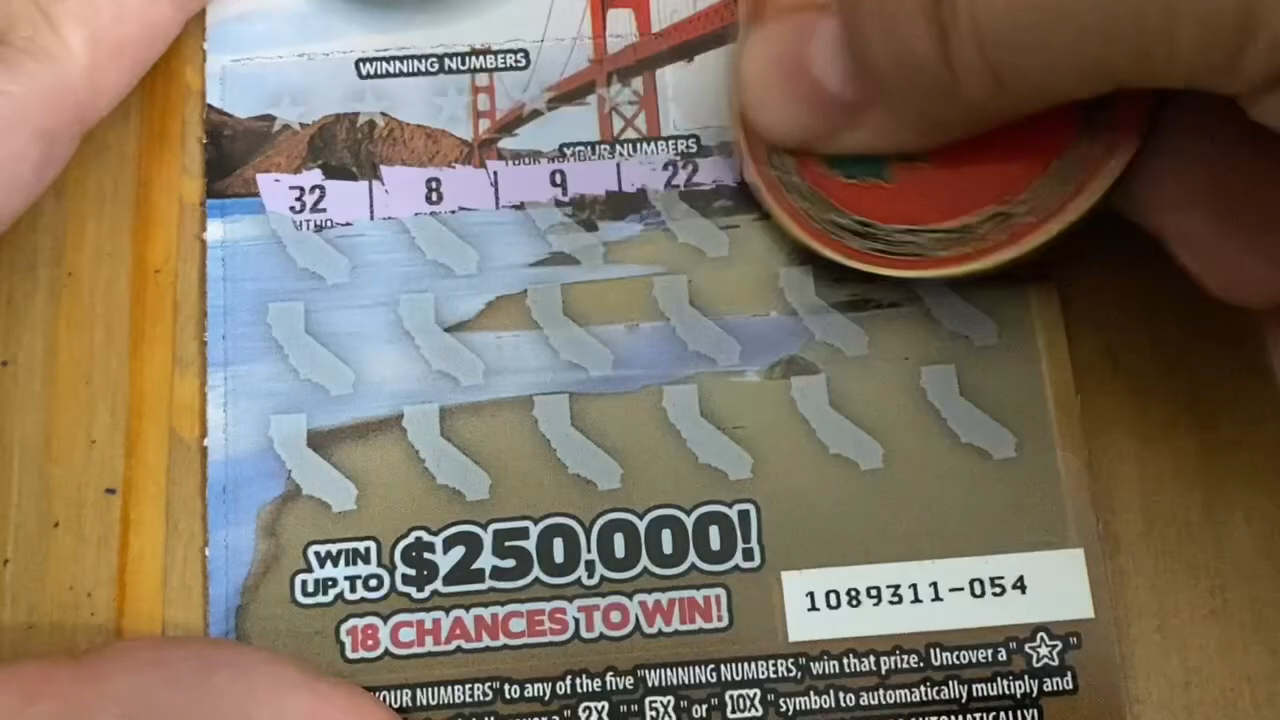 WINNING NUMBERS
YOUR NUMBERS
32 8 9 22
WIN UP TO $250,000!
18 CHANCES TO WIN!
1089311-054
OUR NUMBERS" to any of the five "WINNING NUMBERS," win that prize. Uncover a " "
" 2X " " 5X " or " 10X " symbol to automatically multiply and
AUTOMATICALLY!